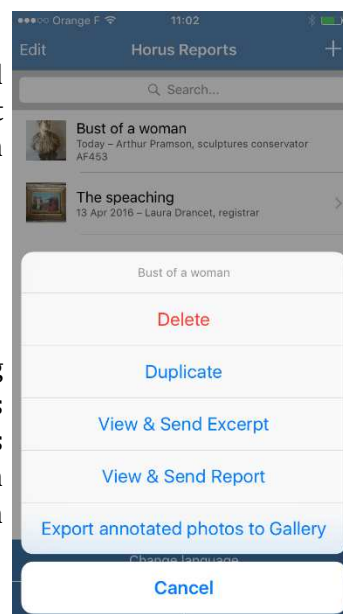 Orange F 11:02
Edit Horus Reports +
Search...
Bust of a woman
Today – Arthur Pramson, sculptures conservator
AF453
The speaching
13 Apr 2016 – Laura Drancet, registrar
Bust of a woman
Delete
Duplicate
View & Send Excerpt
View & Send Report
Export annotated photos to Gallery
Change language
Cancel